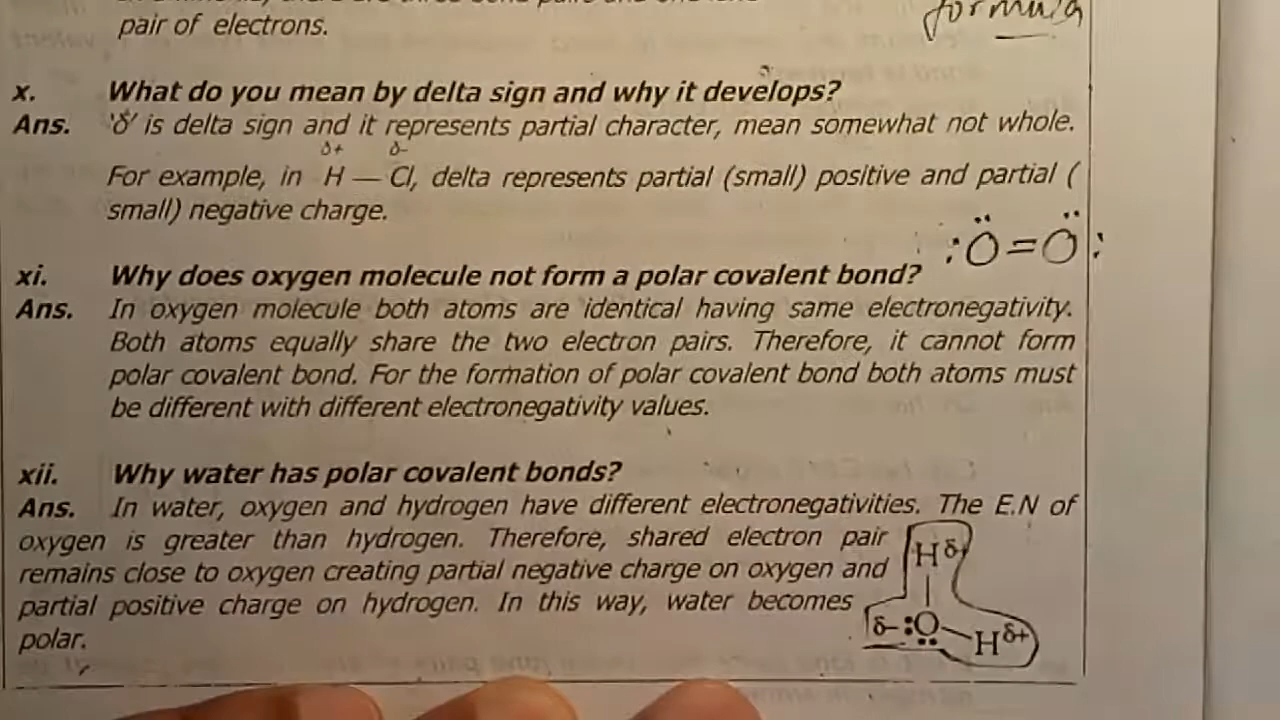 pair of electrons.
formula
x. What do you mean by delta sign and why it develops?
Ans. 'δ' is delta sign and it represents partial character, mean somewhat not whole.
δ+ δ-
For example, in H — Cl, delta represents partial (small) positive and partial (
small) negative charge.
:Ö=Ö:
xi. Why does oxygen molecule not form a polar covalent bond?
Ans. In oxygen molecule both atoms are identical having same electronegativity.
Both atoms equally share the two electron pairs. Therefore, it cannot form
polar covalent bond. For the formation of polar covalent bond both atoms must
be different with different electronegativity values.
xii. Why water has polar covalent bonds?
Ans. In water, oxygen and hydrogen have different electronegativities. The E.N of
oxygen is greater than hydrogen. Therefore, shared electron pair
remains close to oxygen creating partial negative charge on oxygen and
partial positive charge on hydrogen. In this way, water becomes
polar.
H δ+
δ- :O
H δ+